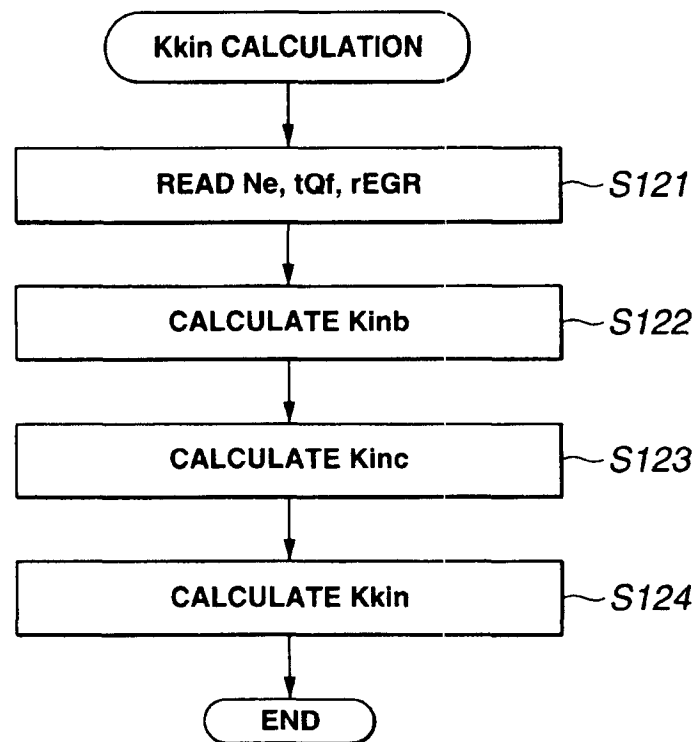 Kkin CALCULATION
READ Ne, tQf, rEGR
S121
CALCULATE Kinb
S122
CALCULATE Kinc
S123
CALCULATE Kkin
S124
END